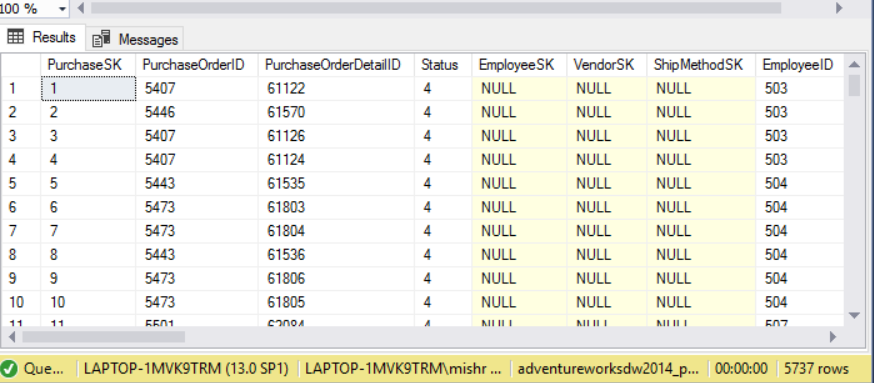 100 %
Results Messages
PurchaseSK PurchaseOrderID PurchaseOrderDetailID Status EmployeeSK VendorSK ShipMethodSK EmployeeID
1 1 5407 61122 4 NULL NULL NULL 503
2 2 5446 61570 4 NULL NULL NULL 503
3 3 5407 61126 4 NULL NULL NULL 503
4 4 5407 61124 4 NULL NULL NULL 503
5 5 5443 61535 4 NULL NULL NULL 504
6 6 5473 61803 4 NULL NULL NULL 504
7 7 5473 61804 4 NULL NULL NULL 504
8 8 5443 61536 4 NULL NULL NULL 504
9 9 5473 61806 4 NULL NULL NULL 504
10 10 5473 61805 4 NULL NULL NULL 504
11 11 5501 62084 4 NULL NULL NULL 507
Que... LAPTOP-1MVK9TRM (13.0 SP1) LAPTOP-1MVK9TRM\mishr ... adventureworksdw2014_p... 00:00:00 5737 rows